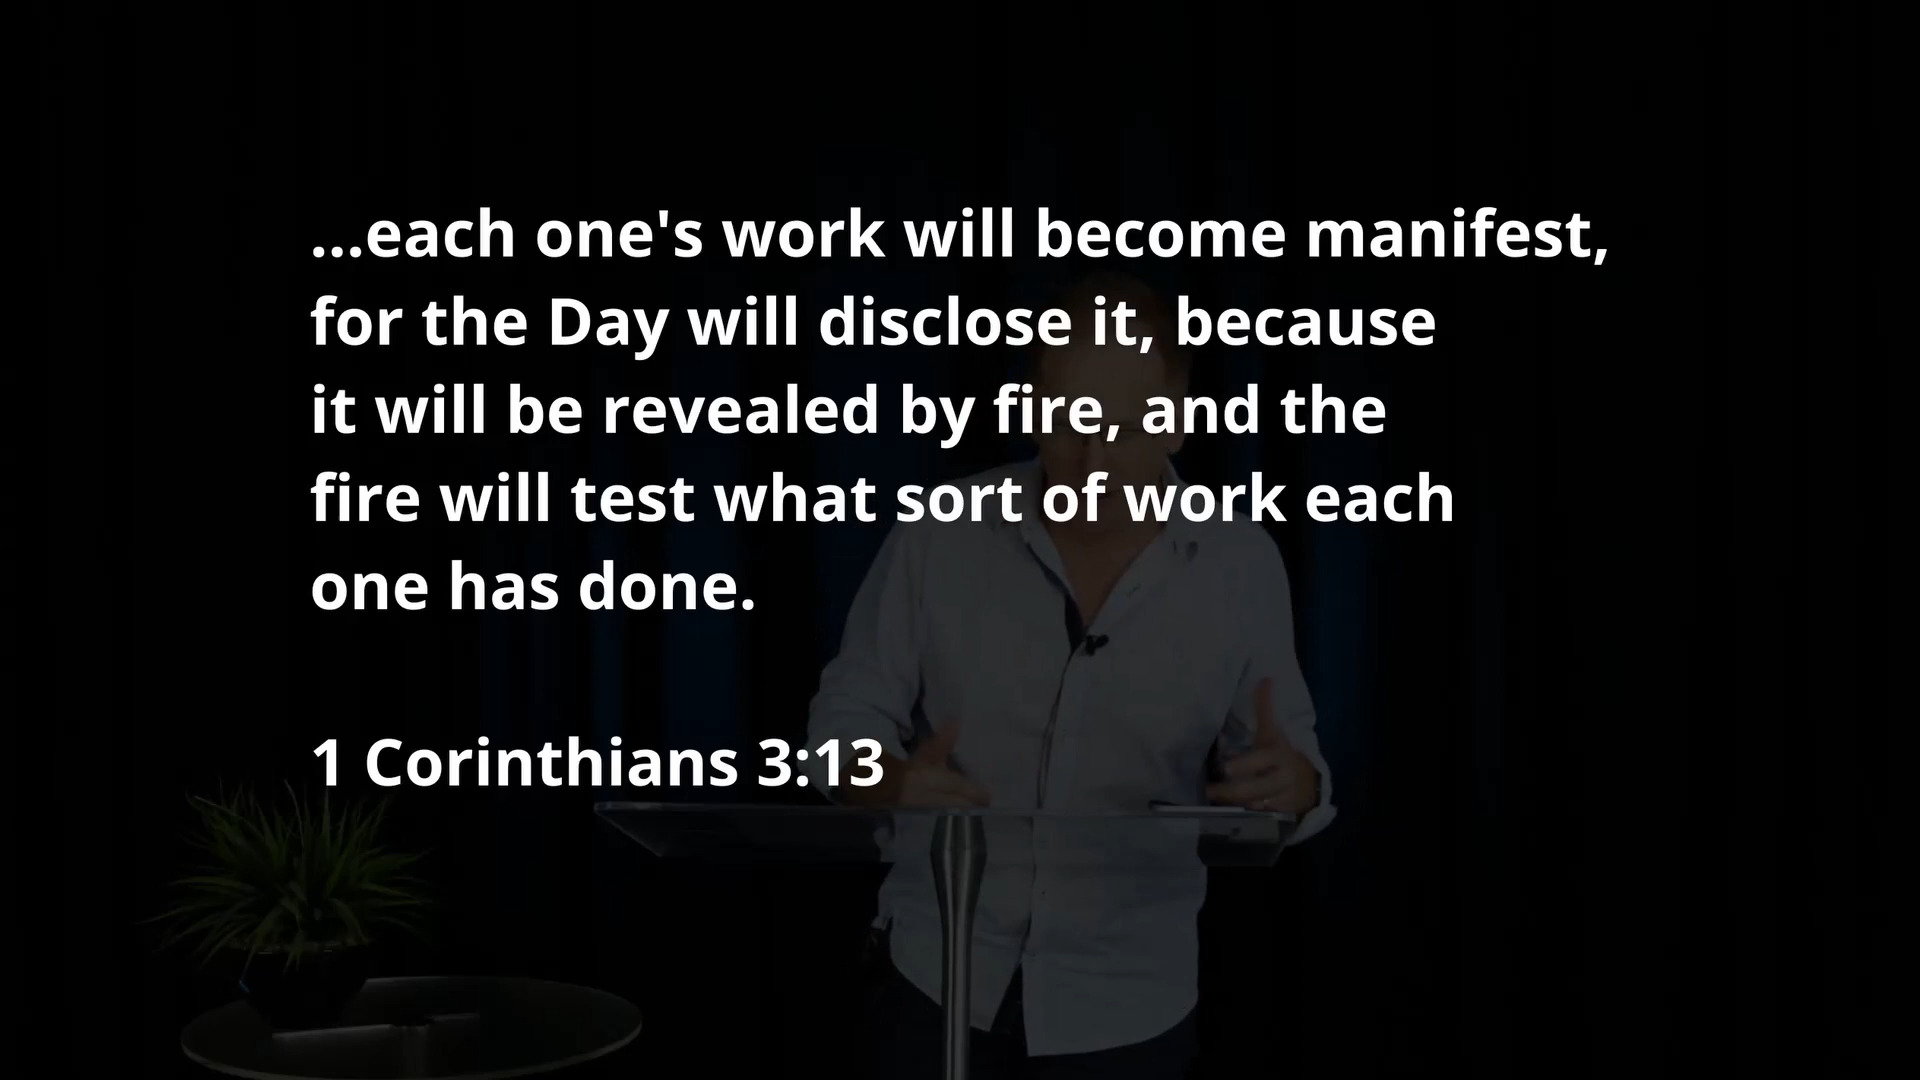 ...each one's work will become manifest,
for the Day will disclose it, because
it will be revealed by fire, and the
fire will test what sort of work each
one has done.
1 Corinthians 3:13